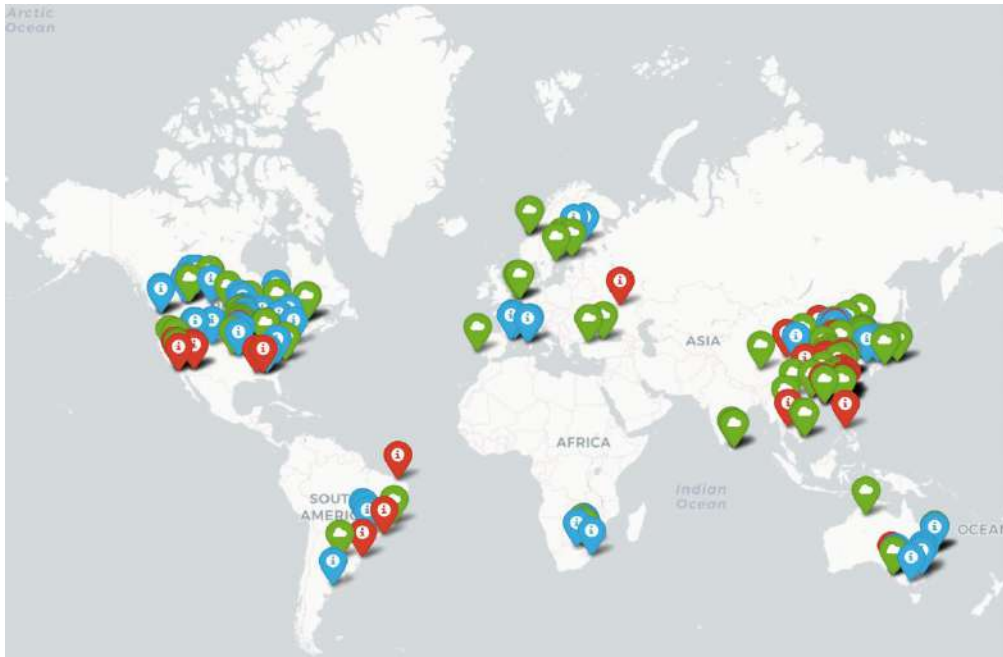 Arctic
Ocean
ASIA
AFRICA
Indian
Ocean
SOUTH
AMERICA
OCEAN